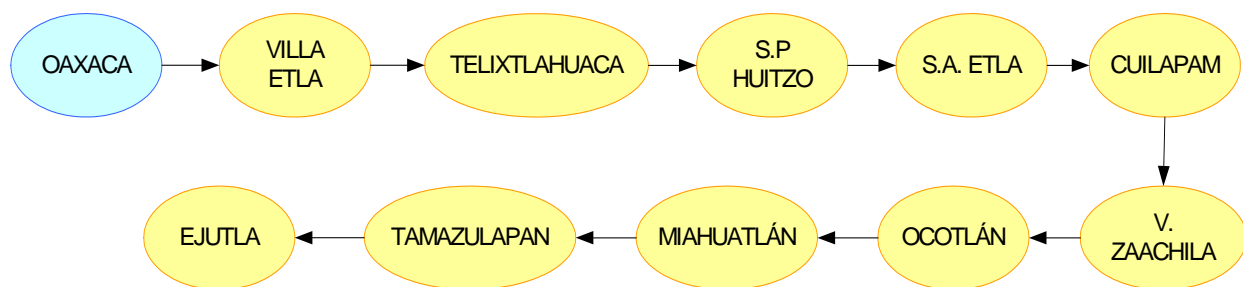 OAXACA
VILLA
ETLA
TELIXTLAHUACA
S.P
HUITZO
S.A. ETLA
CUILAPAM
V.
ZAACHILA
OCOTLÁN
MIAHUATLÁN
TAMAZULAPAN
EJUTLA